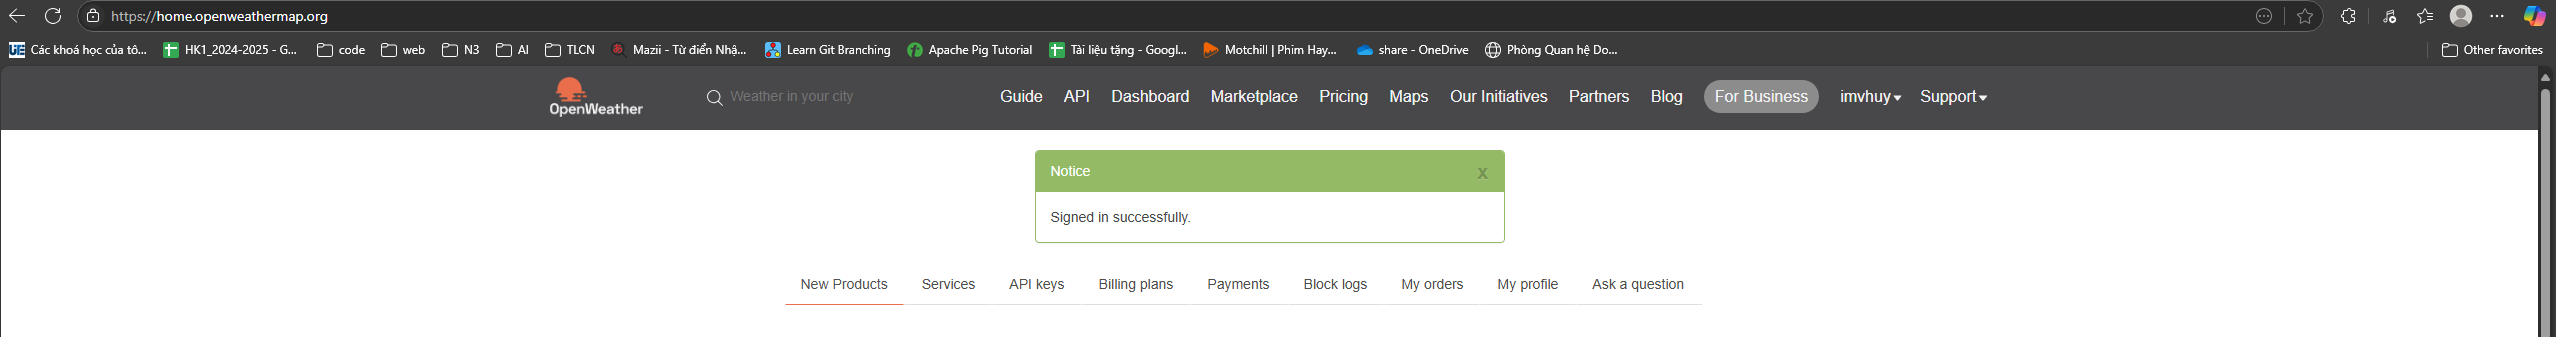 https://home.openweathermap.org
Các khoá học của tô... HK1_2024-2025 - G... code web N3 AI TLCN Mazii - Từ điển Nhậ... Learn Git Branching Apache Pig Tutorial Tài liệu tặng - Googl... Motchill | Phim Hay... share - OneDrive Phòng Quan hệ Do... Other favorites
OpenWeather Weather in your city Guide API Dashboard Marketplace Pricing Maps Our Initiatives Partners Blog For Business imvhuy Support
Notice x
Signed in successfully.
New Products Services API keys Billing plans Payments Block logs My orders My profile Ask a question